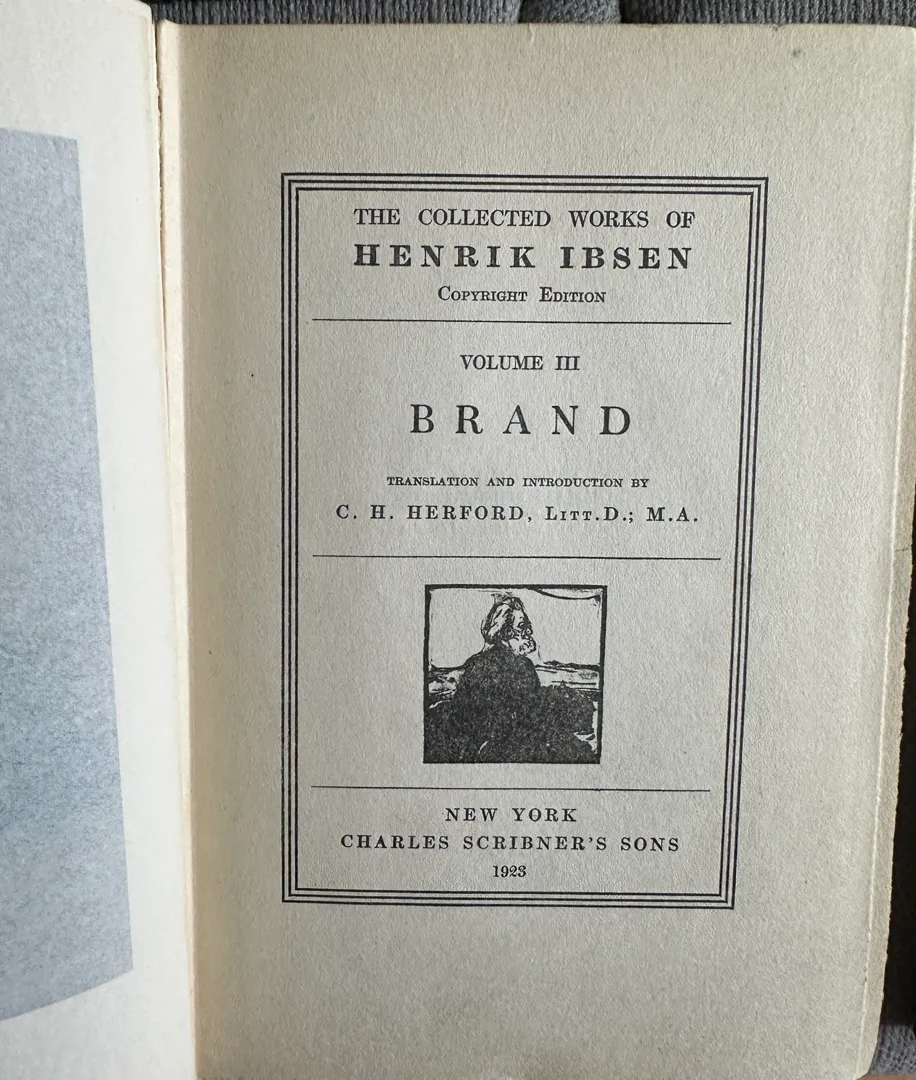 THE COLLECTED WORKS OF
HENRIK IBSEN
COPYRIGHT EDITION
VOLUME III
BRAND
TRANSLATION AND INTRODUCTION BY
C. H. HERFORD, LITT.D.; M.A.
NEW YORK
CHARLES SCRIBNER'S SONS
1923